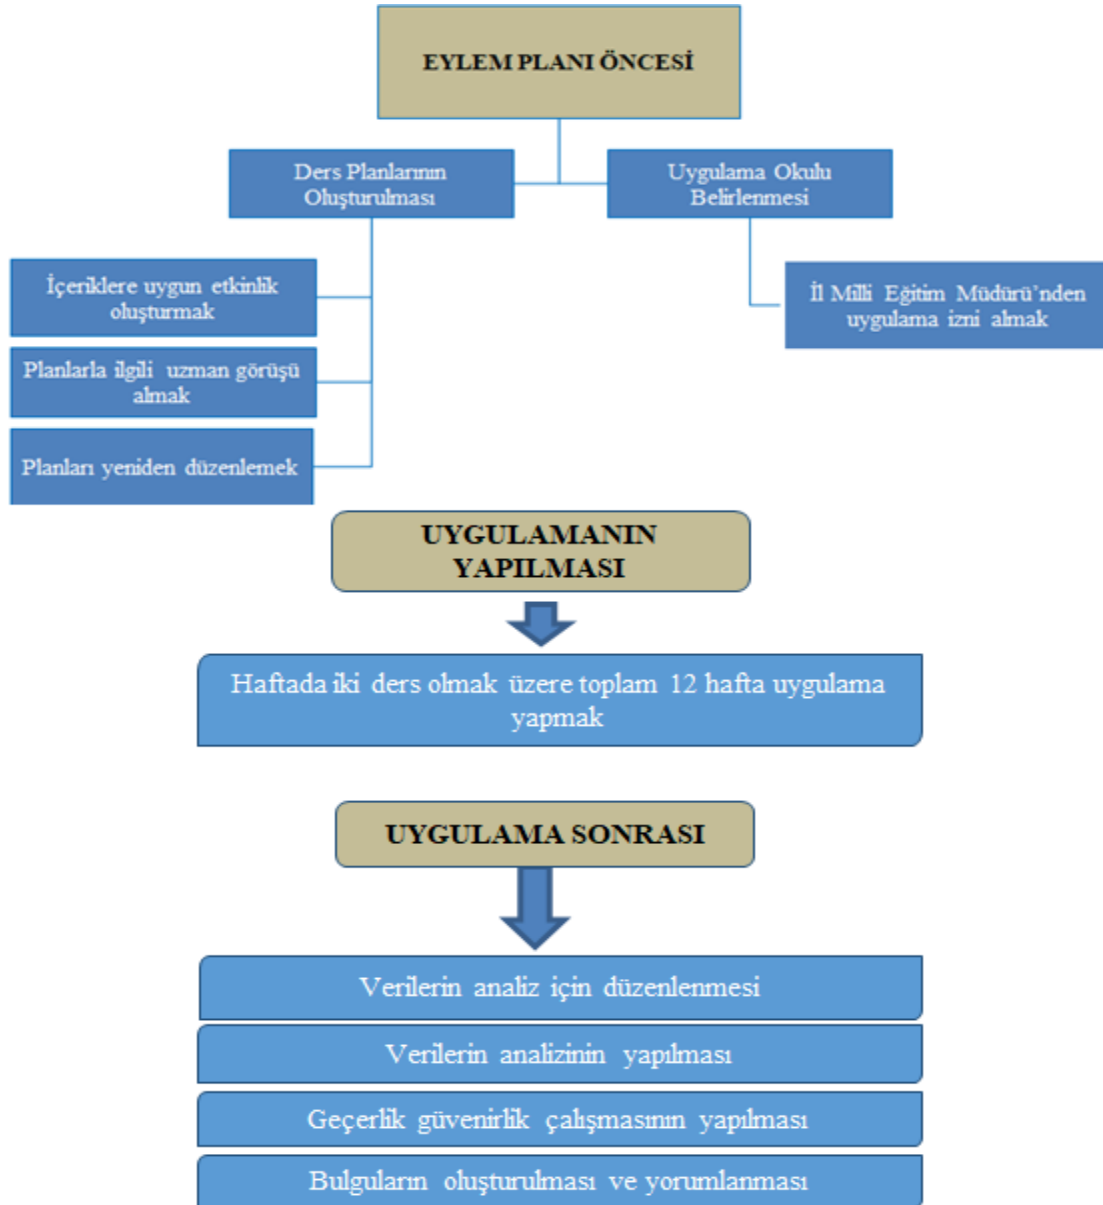 EYLEM PLANI ÖNCESİ
Ders Planlarının
Oluşturulması
Uygulama Okulu
Belirlenmesi
İçeriklere uygun etkinlik
oluşturmak
Planlarla ilgili uzman görüşü
almak
Planları yeniden düzenlemek
İl Milli Eğitim Müdürü’nden
uygulama izni almak
UYGULAMANIN
YAPILMASI
Haftada iki ders olmak üzere toplam 12 hafta uygulama
yapmak
UYGULAMA SONRASI
Verilerin analiz için düzenlenmesi
Verilerin analizinin yapılması
Geçerlik güvenirlik çalışmasının yapılması
Bulguların oluşturulması ve yorumlanması